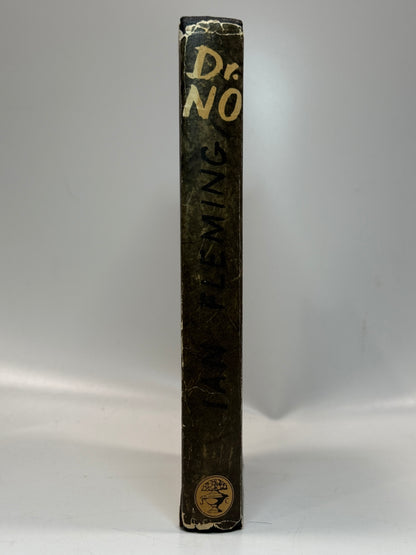 Dr.
NO
IAN FLEMING